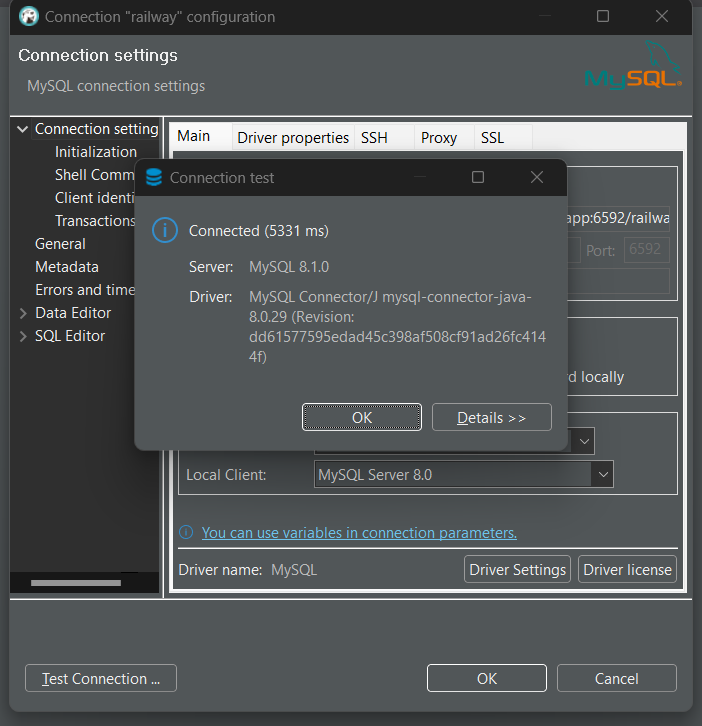 Connection "railway" configuration
Connection settings
MySQL connection settings
MySQL®
Connection setting
Initialization
Shell Comm
Client identi
Transactions
General
Metadata
Errors and time
Data Editor
SQL Editor
Main Driver properties SSH Proxy SSL
app:6592/railwa
Port: 6592
d locally
Connection test
Connected (5331 ms)
Server: MySQL 8.1.0
Driver: MySQL Connector/J mysql-connector-java-
8.0.29 (Revision:
dd61577595edad45c398af508cf91ad26fc414
4f)
OK Details >>
Local Client: MySQL Server 8.0
You can use variables in connection parameters.
Driver name: MySQL Driver Settings Driver license
Test Connection ... OK Cancel